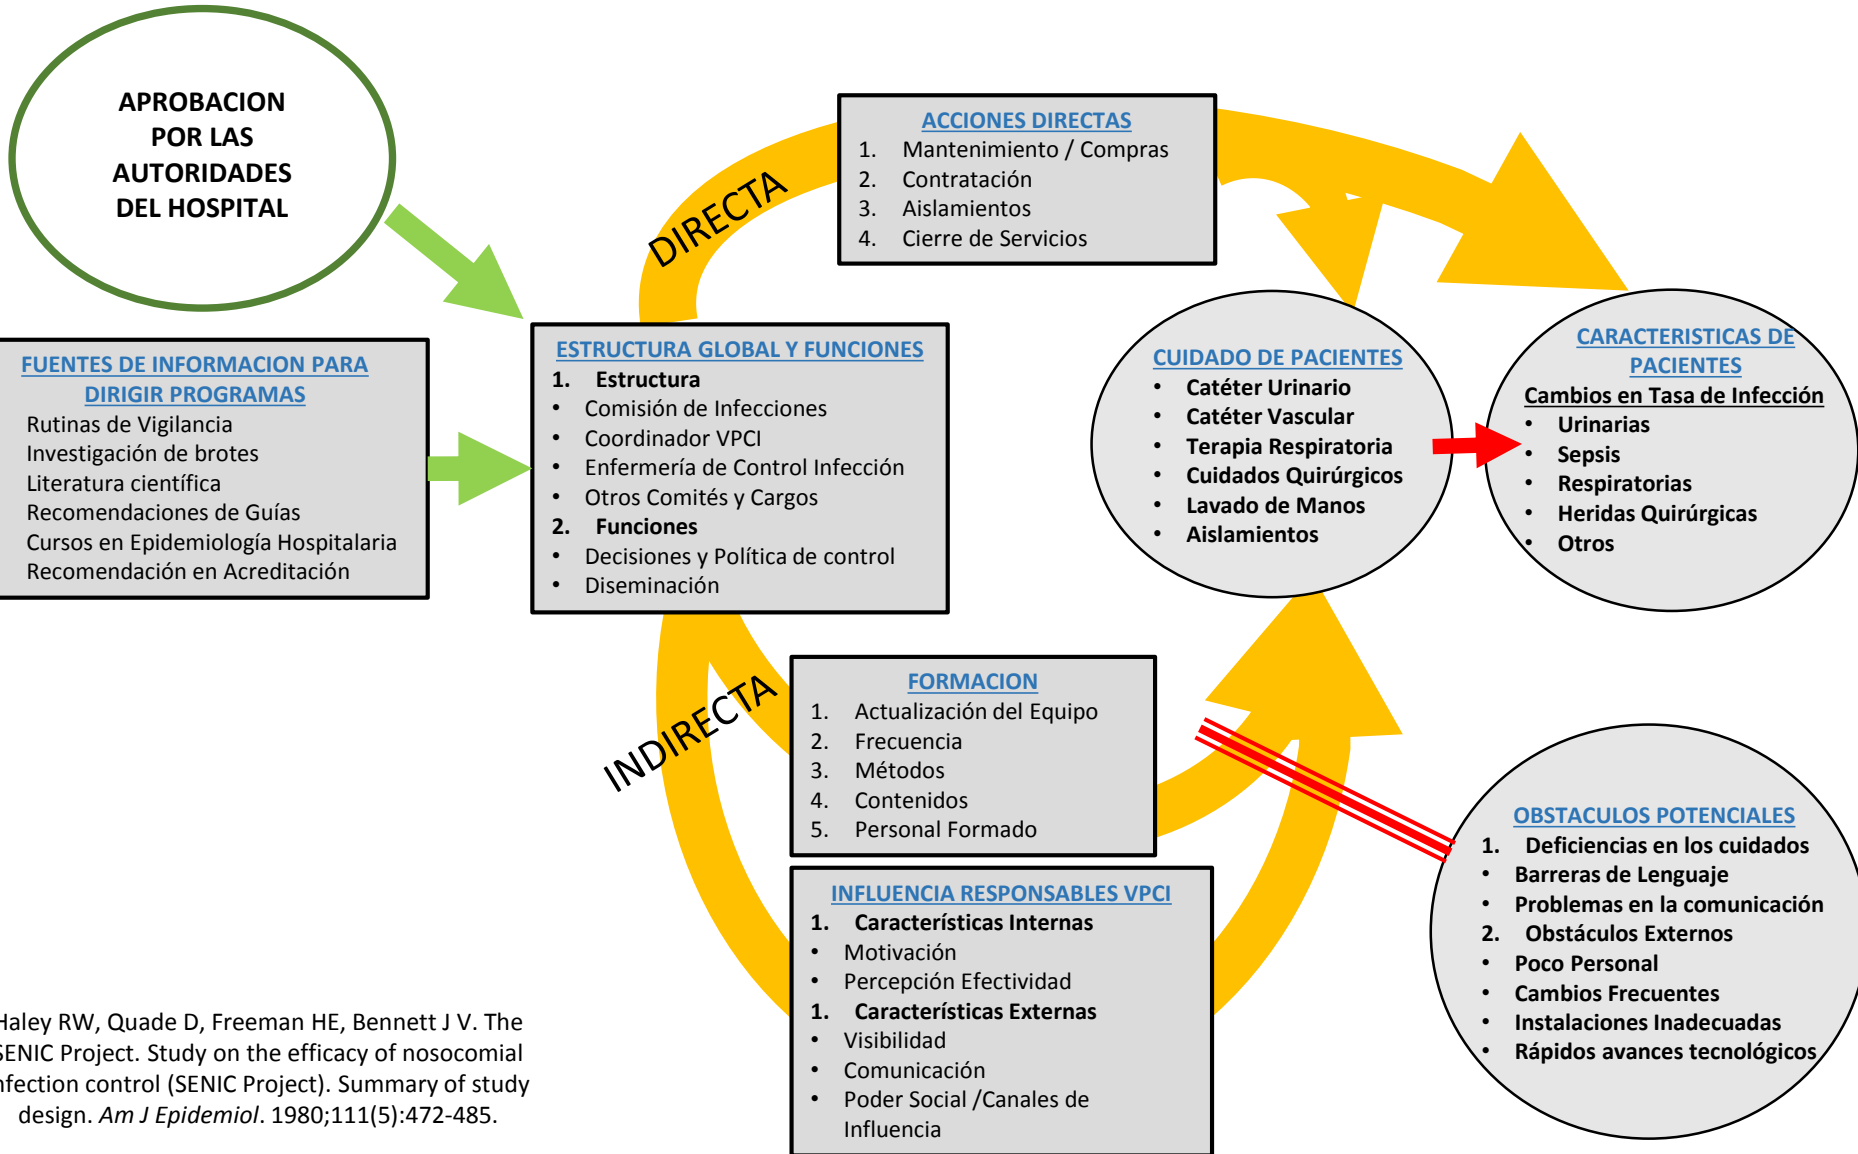 APROBACION
POR LAS
AUTORIDADES
DEL HOSPITAL
FUENTES DE INFORMACION PARA
DIRIGIR PROGRAMAS
Rutinas de Vigilancia
Investigación de brotes
Literatura científica
Recomendaciones de Guías
Cursos en Epidemiología Hospitalaria
Recomendación en Acreditación
ESTRUCTURA GLOBAL Y FUNCIONES
1. Estructura
• Comisión de Infecciones
• Coordinador VPCI
• Enfermería de Control Infección
• Otros Comités y Cargos
2. Funciones
• Decisiones y Política de control
• Diseminación
DIRECTA
ACCIONES DIRECTAS
1. Mantenimiento / Compras
2. Contratación
3. Aislamientos
4. Cierre de Servicios
CUIDADO DE PACIENTES
• Catéter Urinario
• Catéter Vascular
• Terapia Respiratoria
• Cuidados Quirúrgicos
• Lavado de Manos
• Aislamientos
CARACTERISTICAS DE
PACIENTES
Cambios en Tasa de Infección
• Urinarias
• Sepsis
• Respiratorias
• Heridas Quirúrgicas
• Otros
INDIRECTA
FORMACION
1. Actualización del Equipo
2. Frecuencia
3. Métodos
4. Contenidos
5. Personal Formado
INFLUENCIA RESPONSABLES VPCI
1. Características Internas
• Motivación
• Percepción Efectividad
1. Características Externas
• Visibilidad
• Comunicación
• Poder Social /Canales de
Influencia
OBSTACULOS POTENCIALES
1. Deficiencias en los cuidados
• Barreras de Lenguaje
• Problemas en la comunicación
2. Obstáculos Externos
• Poco Personal
• Cambios Frecuentes
• Instalaciones Inadecuadas
• Rápidos avances tecnológicos
Haley RW, Quade D, Freeman HE, Bennett J V. The
SENIC Project. Study on the efficacy of nosocomial
infection control (SENIC Project). Summary of study
design. Am J Epidemiol. 1980;111(5):472-485.